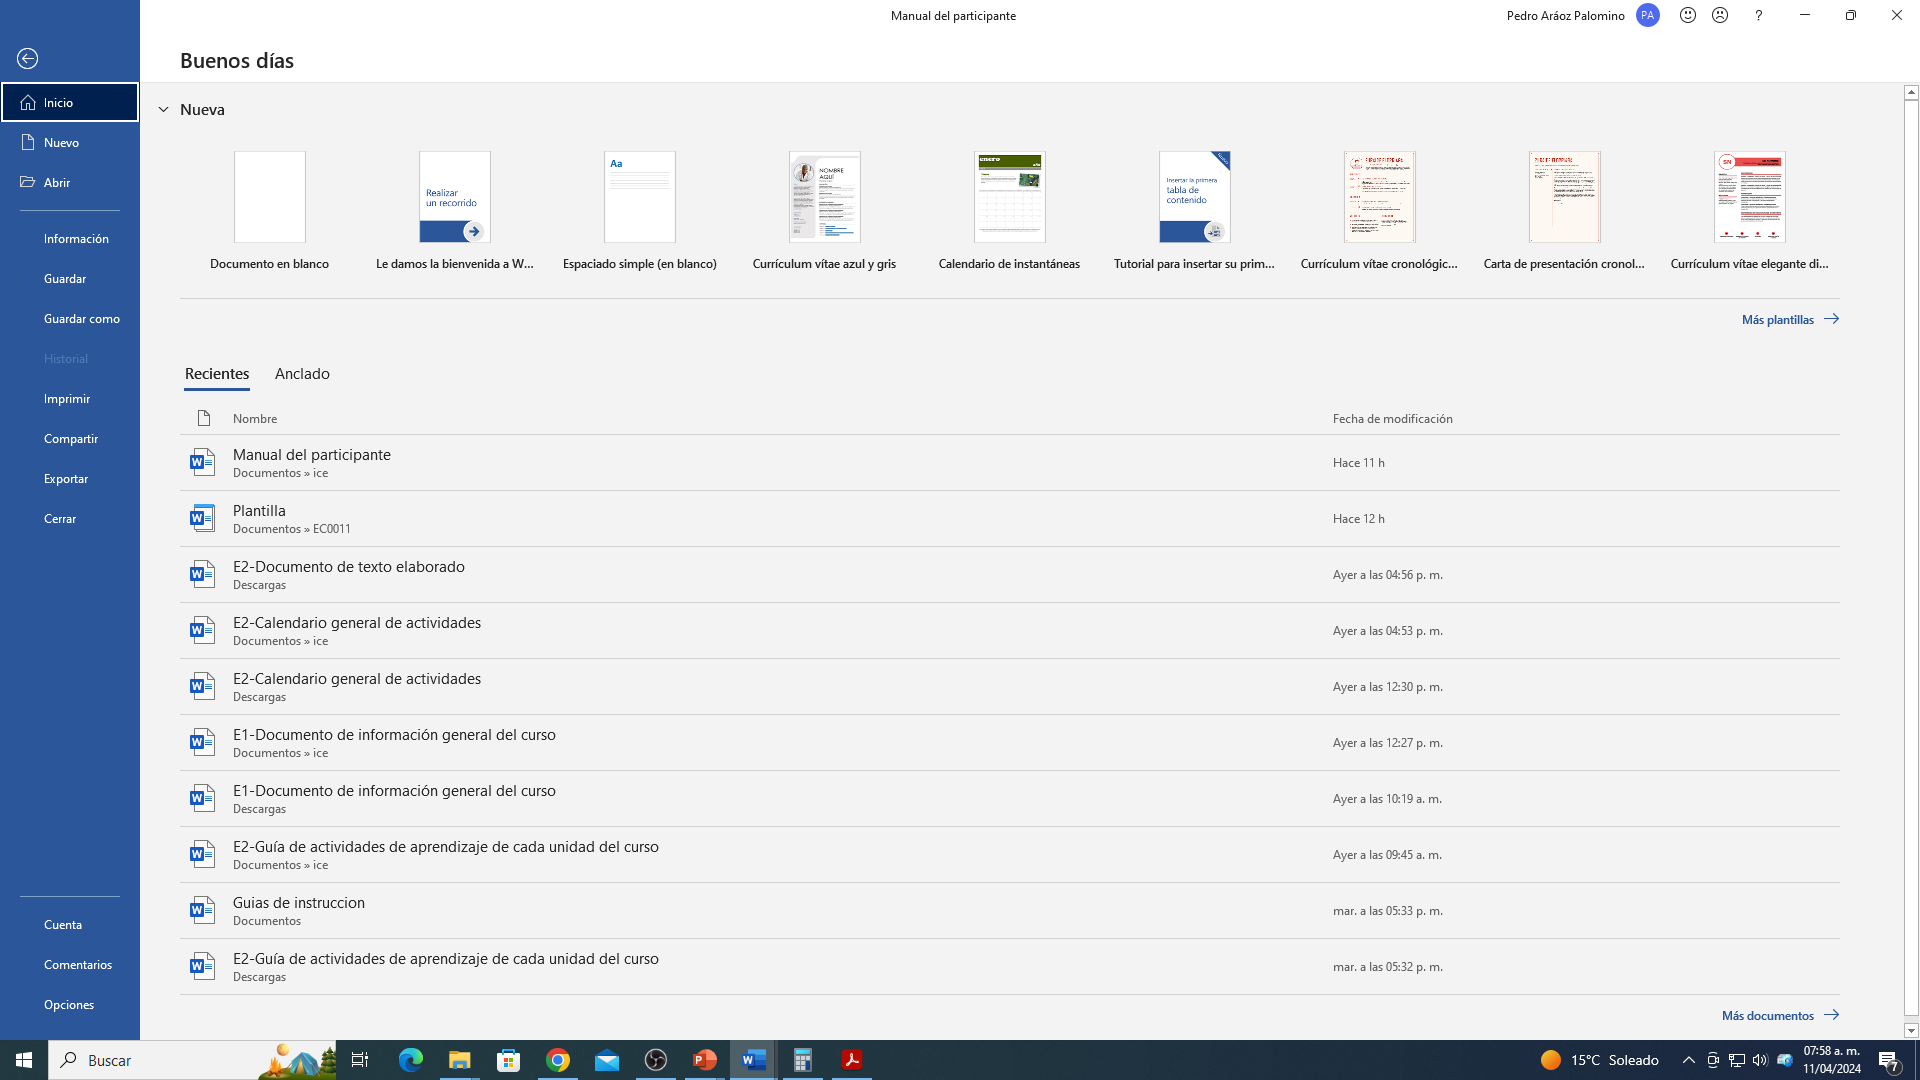 Manual del participante
Pedro Aráoz Palomino PA
?
Buenos días
Inicio
Nuevo
Abrir
Información
Guardar
Guardar como
Historial
Imprimir
Compartir
Exportar
Cerrar
Cuenta
Comentarios
Opciones
Nueva
Realizar
un recorrido
Aa
NOMBRE
AQUÍ
enero
Insertar la primera
tabla de
contenido
SN
Documento en blanco
Le damos la bienvenida a W...
Espaciado simple (en blanco)
Currículum vítae azul y gris
Calendario de instantáneas
Tutorial para insertar su prim...
Currículum vítae cronológic...
Carta de presentación cronol...
Currículum vítae elegante di...
Más plantillas
Recientes Anclado
Nombre Fecha de modificación
Manual del participante
Documentos » ice
Hace 11 h
Plantilla
Documentos » EC0011
Hace 12 h
E2-Documento de texto elaborado
Descargas
Ayer a las 04:56 p. m.
E2-Calendario general de actividades
Documentos » ice
Ayer a las 04:53 p. m.
E2-Calendario general de actividades
Descargas
Ayer a las 12:30 p. m.
E1-Documento de información general del curso
Documentos » ice
Ayer a las 12:27 p. m.
E1-Documento de información general del curso
Descargas
Ayer a las 10:19 a. m.
E2-Guía de actividades de aprendizaje de cada unidad del curso
Documentos » ice
Ayer a las 09:45 a. m.
Guias de instruccion
Documentos
mar. a las 05:33 p. m.
E2-Guía de actividades de aprendizaje de cada unidad del curso
Descargas
mar. a las 05:32 p. m.
Más documentos
Buscar
15°C Soleado
07:58 a. m.
11/04/2024
7